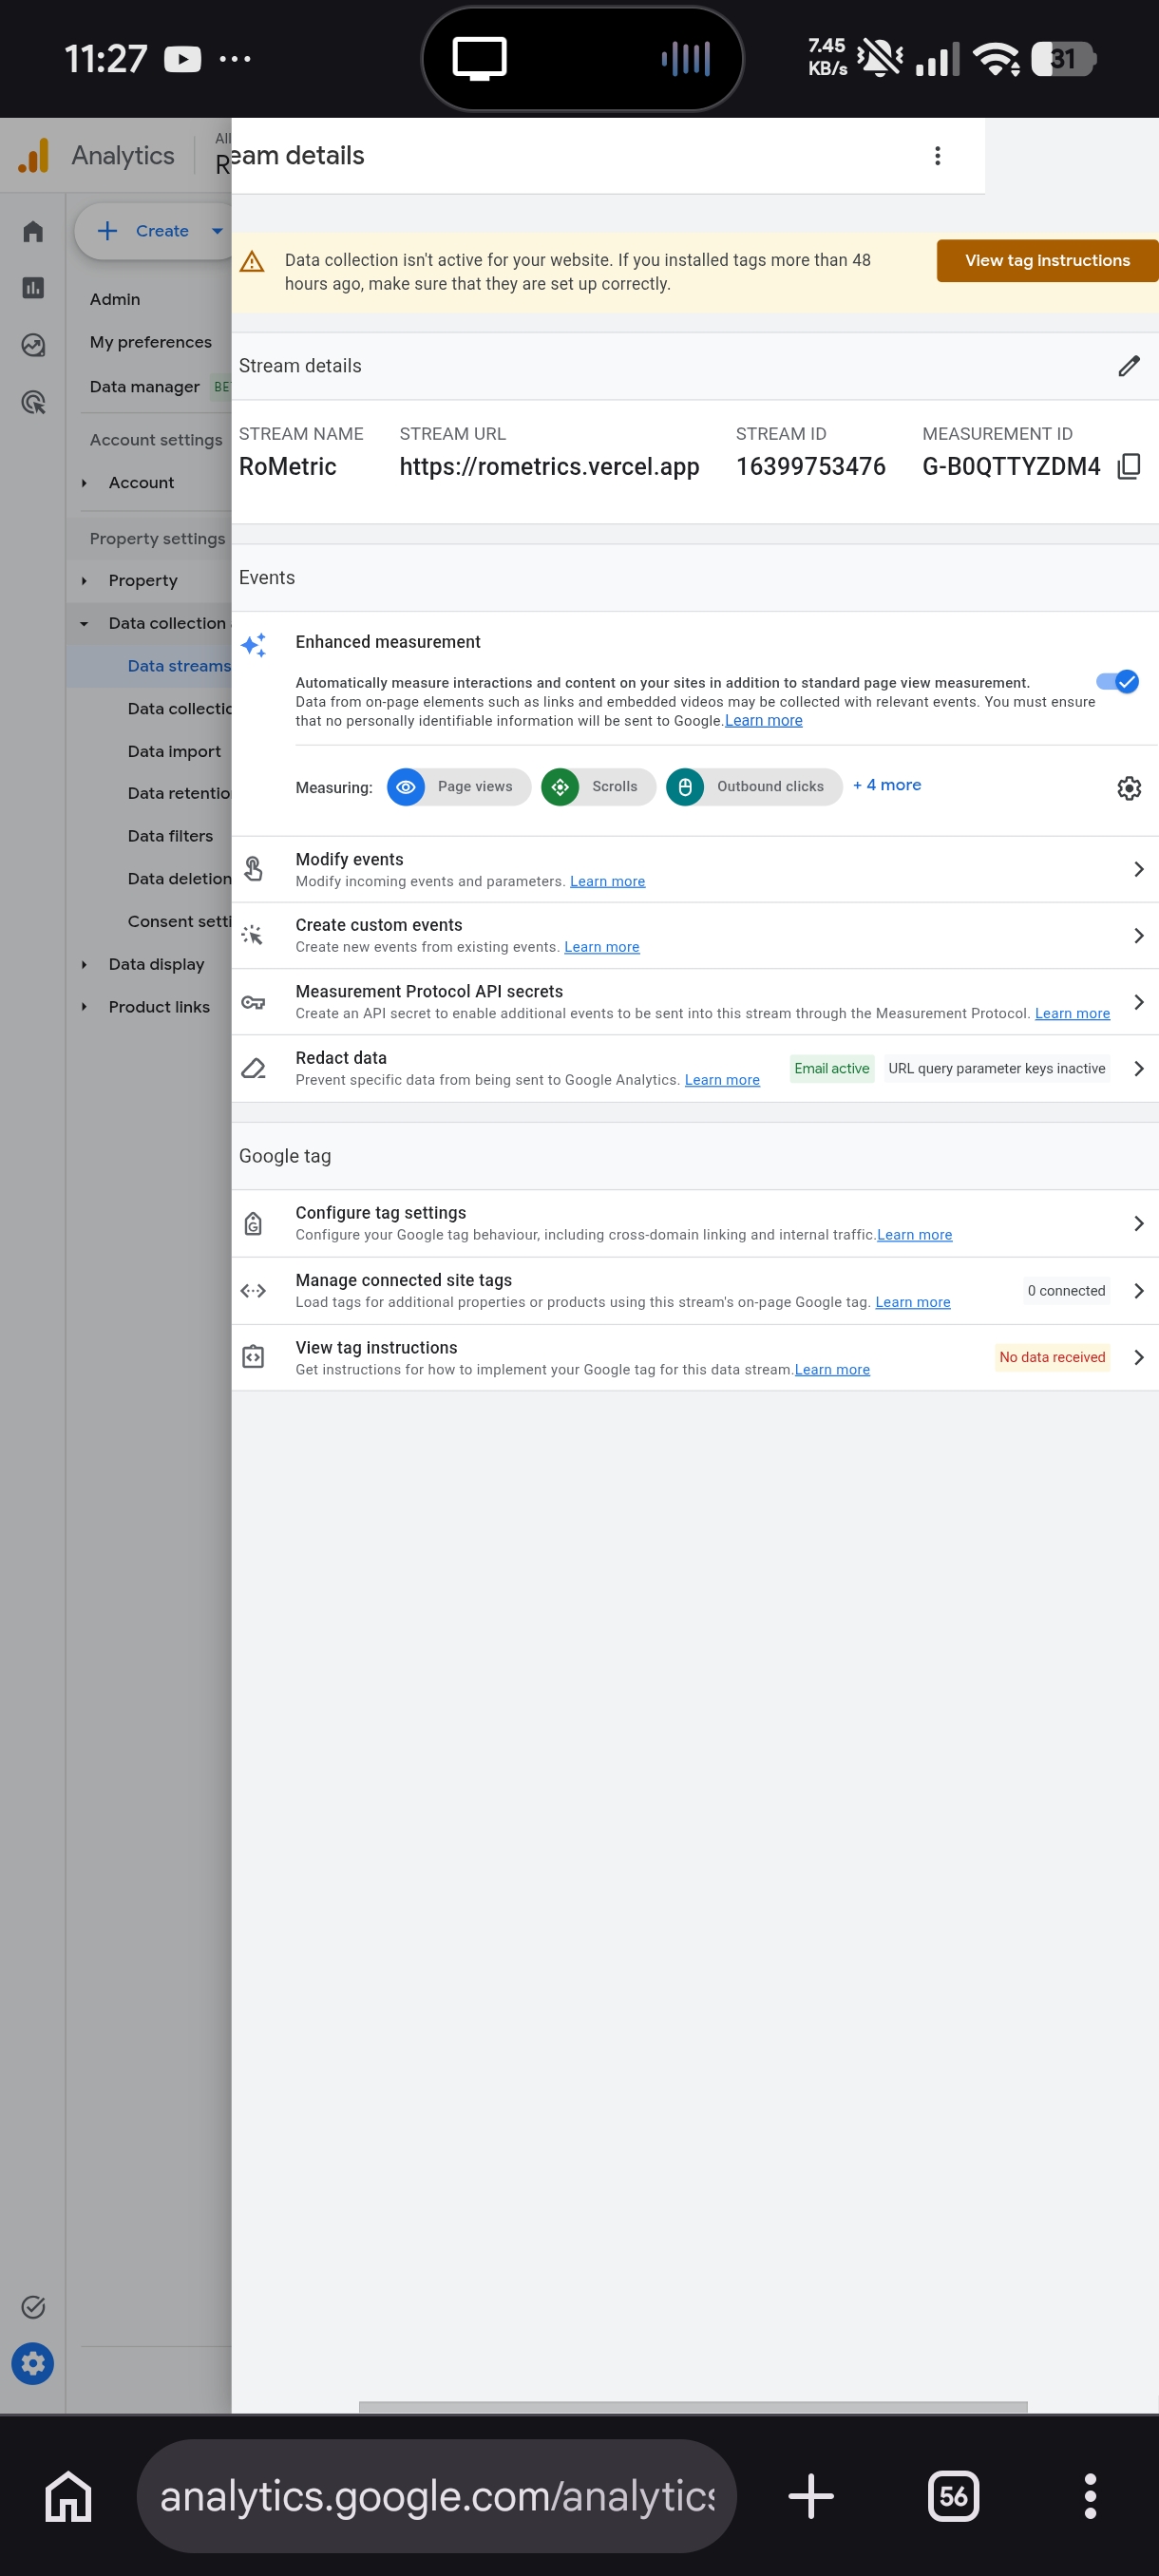 11:27
7.45
KB/s
31
Analytics
All
R
eam details
Create
Admin
My preferences
Data manager
BE
Account settings
Account
Property settings
Property
Data collection
Data streams
Data collectio
Data import
Data retentio
Data filters
Data deletion
Consent setti
Data display
Product links
Data collection isn't active for your website. If you installed tags more than 48
hours ago, make sure that they are set up correctly.
View tag instructions
Stream details
STREAM NAME STREAM URL STREAM ID MEASUREMENT ID
RoMetric https://rometrics.vercel.app 16399753476 G-B0QTTYZDM4
Events
Enhanced measurement
Automatically measure interactions and content on your sites in addition to standard page view measurement.
Data from on-page elements such as links and embedded videos may be collected with relevant events. You must ensure
that no personally identifiable information will be sent to Google.Learn more
Measuring: Page views Scrolls Outbound clicks + 4 more
Modify events
Modify incoming events and parameters. Learn more
Create custom events
Create new events from existing events. Learn more
Measurement Protocol API secrets
Create an API secret to enable additional events to be sent into this stream through the Measurement Protocol. Learn more
Redact data
Prevent specific data from being sent to Google Analytics. Learn more
Email active URL query parameter keys inactive
Google tag
Configure tag settings
Configure your Google tag behaviour, including cross-domain linking and internal traffic.Learn more
Manage connected site tags
Load tags for additional properties or products using this stream's on-page Google tag. Learn more
0 connected
View tag instructions
Get instructions for how to implement your Google tag for this data stream.Learn more
No data received
analytics.google.com/analytics
56